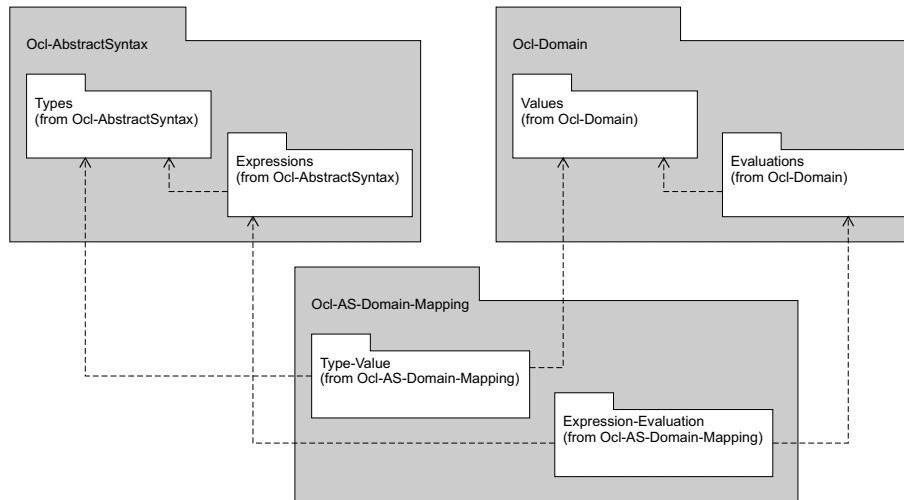 Ocl-AbstractSyntax
Types
(from Ocl-AbstractSyntax)
Expressions
(from Ocl-AbstractSyntax)
Ocl-Domain
Values
(from Ocl-Domain)
Evaluations
(from Ocl-Domain)
Ocl-AS-Domain-Mapping
Type-Value
(from Ocl-AS-Domain-Mapping)
Expression-Evaluation
(from Ocl-AS-Domain-Mapping)